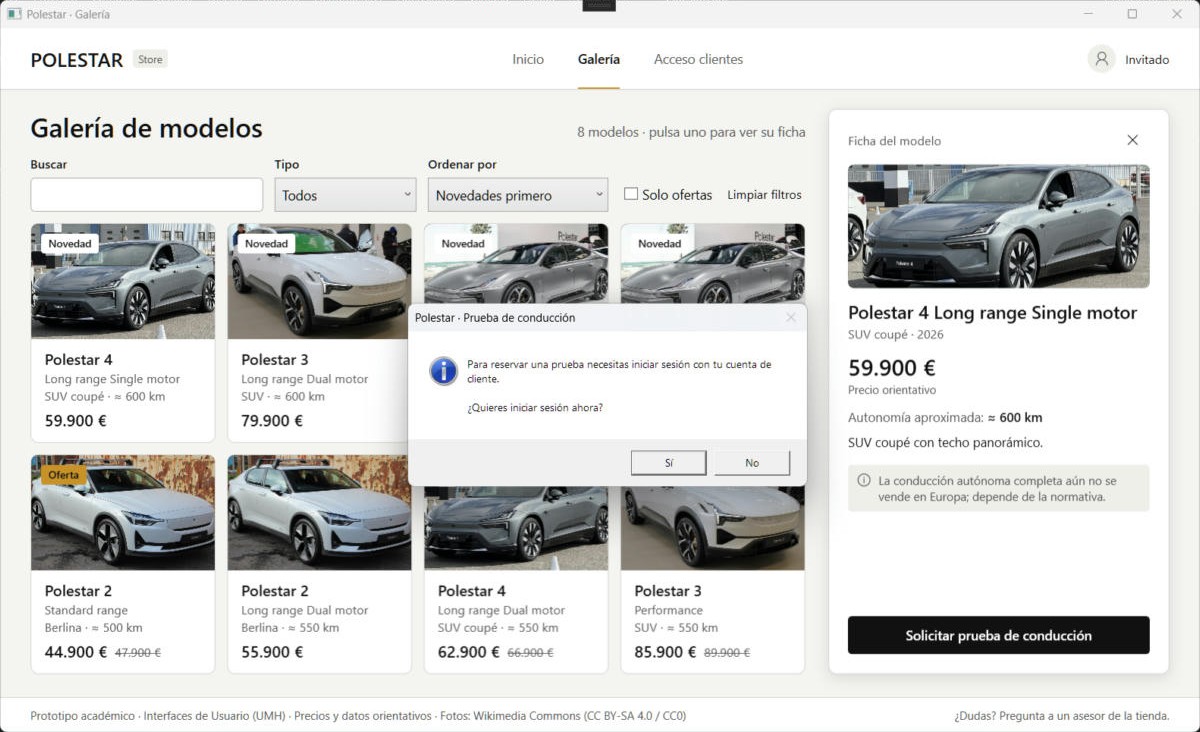 Polestar · Galería
POLESTAR Store
Inicio Galería Acceso clientes
Invitado
Galería de modelos
8 modelos · pulsa uno para ver su ficha
Buscar
Tipo
Todos
Ordenar por
Novedades primero
Solo ofertas
Limpiar filtros
Novedad
Polestar 4
Long range Single motor
SUV coupé · ≈ 600 km
59.900 €
Novedad
Polestar 3
Long range Dual motor
SUV · ≈ 600 km
79.900 €
Novedad
Polestar
Novedad
Polestar
Oferta
Polestar 2
Standard range
Berlina · ≈ 500 km
44.900 € 47.900 €
Polestar 2
Long range Dual motor
Berlina · ≈ 550 km
55.900 €
Polestar 4
Long range Dual motor
SUV coupé · ≈ 550 km
62.900 € 66.900 €
Polestar 3
Performance
SUV · ≈ 550 km
85.900 € 89.900 €
Polestar · Prueba de conducción
Para reservar una prueba necesitas iniciar sesión con tu cuenta de
cliente.
¿Quieres iniciar sesión ahora?
Sí
No
Ficha del modelo
Polestar 4 Long range Single motor
SUV coupé · 2026
59.900 €
Precio orientativo
Autonomía aproximada: ≈ 600 km
SUV coupé con techo panorámico.
La conducción autónoma completa aún no se
vende en Europa; depende de la normativa.
Solicitar prueba de conducción
Prototipo académico · Interfaces de Usuario (UMH) · Precios y datos orientativos · Fotos: Wikimedia Commons (CC BY-SA 4.0 / CC0)
¿Dudas? Pregunta a un asesor de la tienda.